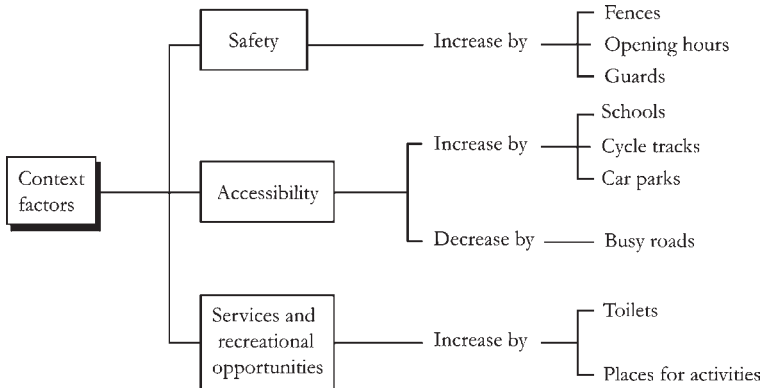 Context
factors
Safety
Increase by
Fences
Opening hours
Guards
Accessibility
Increase by
Schools
Cycle tracks
Car parks
Decrease by
Busy roads
Services and
recreational
opportunities
Increase by
Toilets
Places for activities